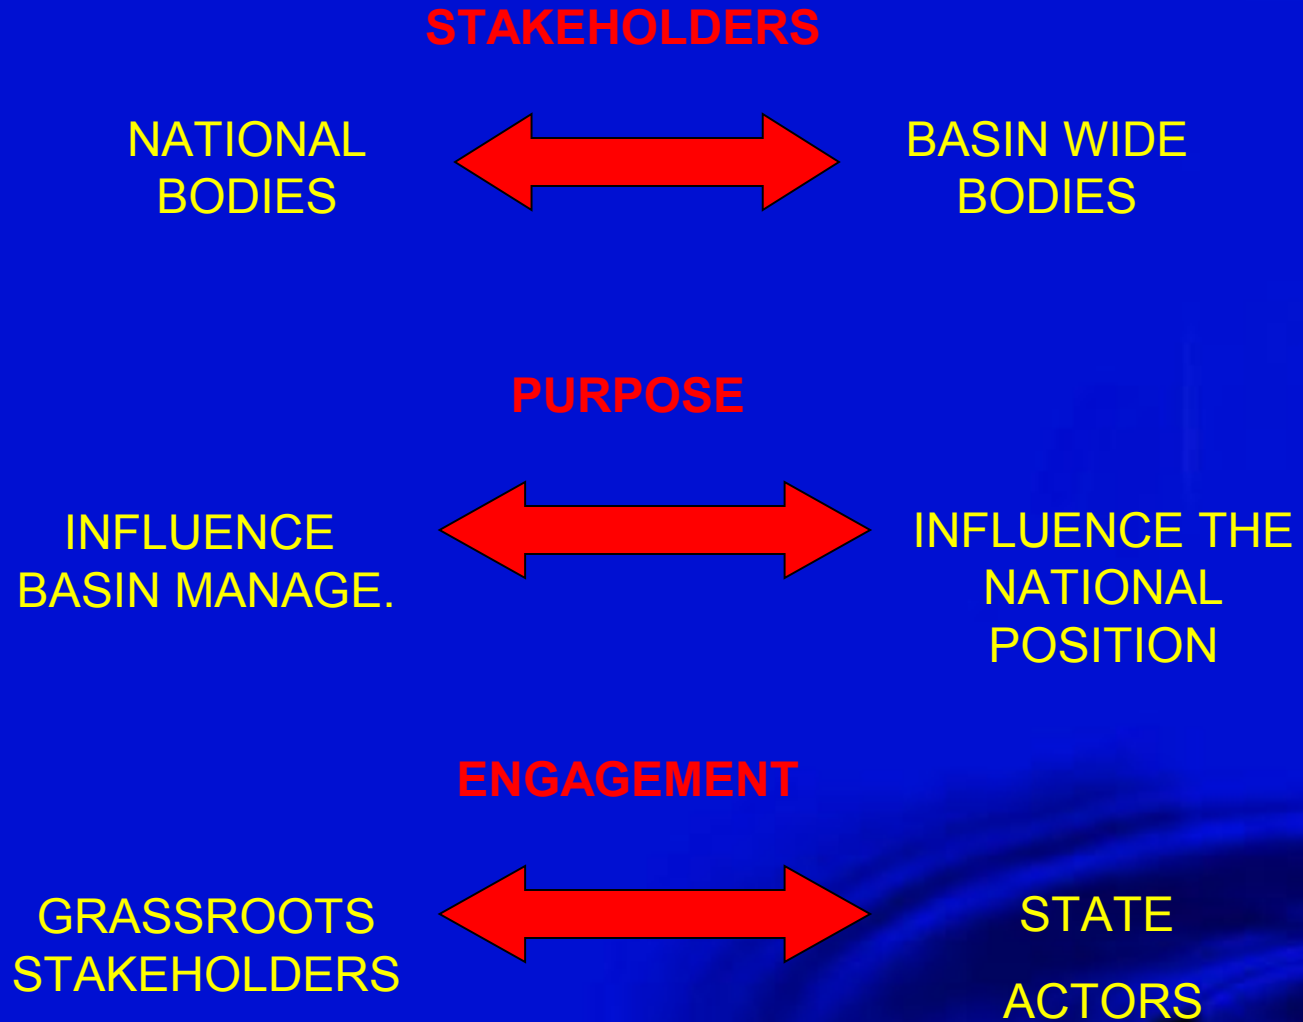 STAKEHOLDERS
NATIONAL
BODIES
BASIN WIDE
BODIES
PURPOSE
INFLUENCE
BASIN MANAGE.
INFLUENCE THE
NATIONAL
POSITION
ENGAGEMENT
GRASSROOTS
STAKEHOLDERS
STATE
ACTORS